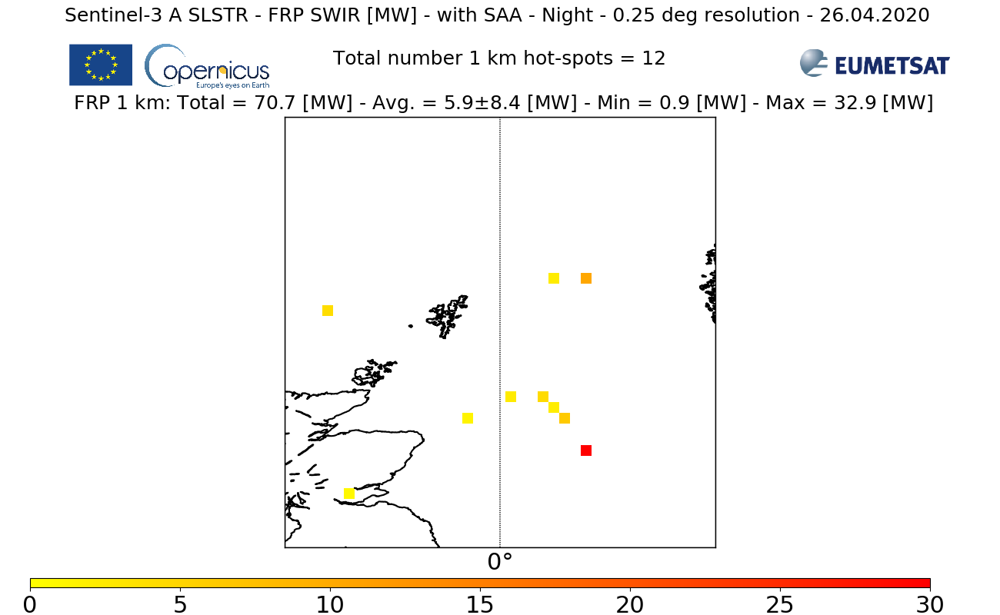 Sentinel-3 A SLSTR - FRP SWIR [MW] - with SAA - Night - 0.25 deg resolution - 26.04.2020
Total number 1 km hot-spots = 12
opernicus
Europe's eyes on Earth
EUMETSAT
FRP 1 km: Total = 70.7 [MW] - Avg. = 5.9±8.4 [MW] - Min = 0.9 [MW] - Max = 32.9 [MW]
0°
0 5 10 15 20 25 30